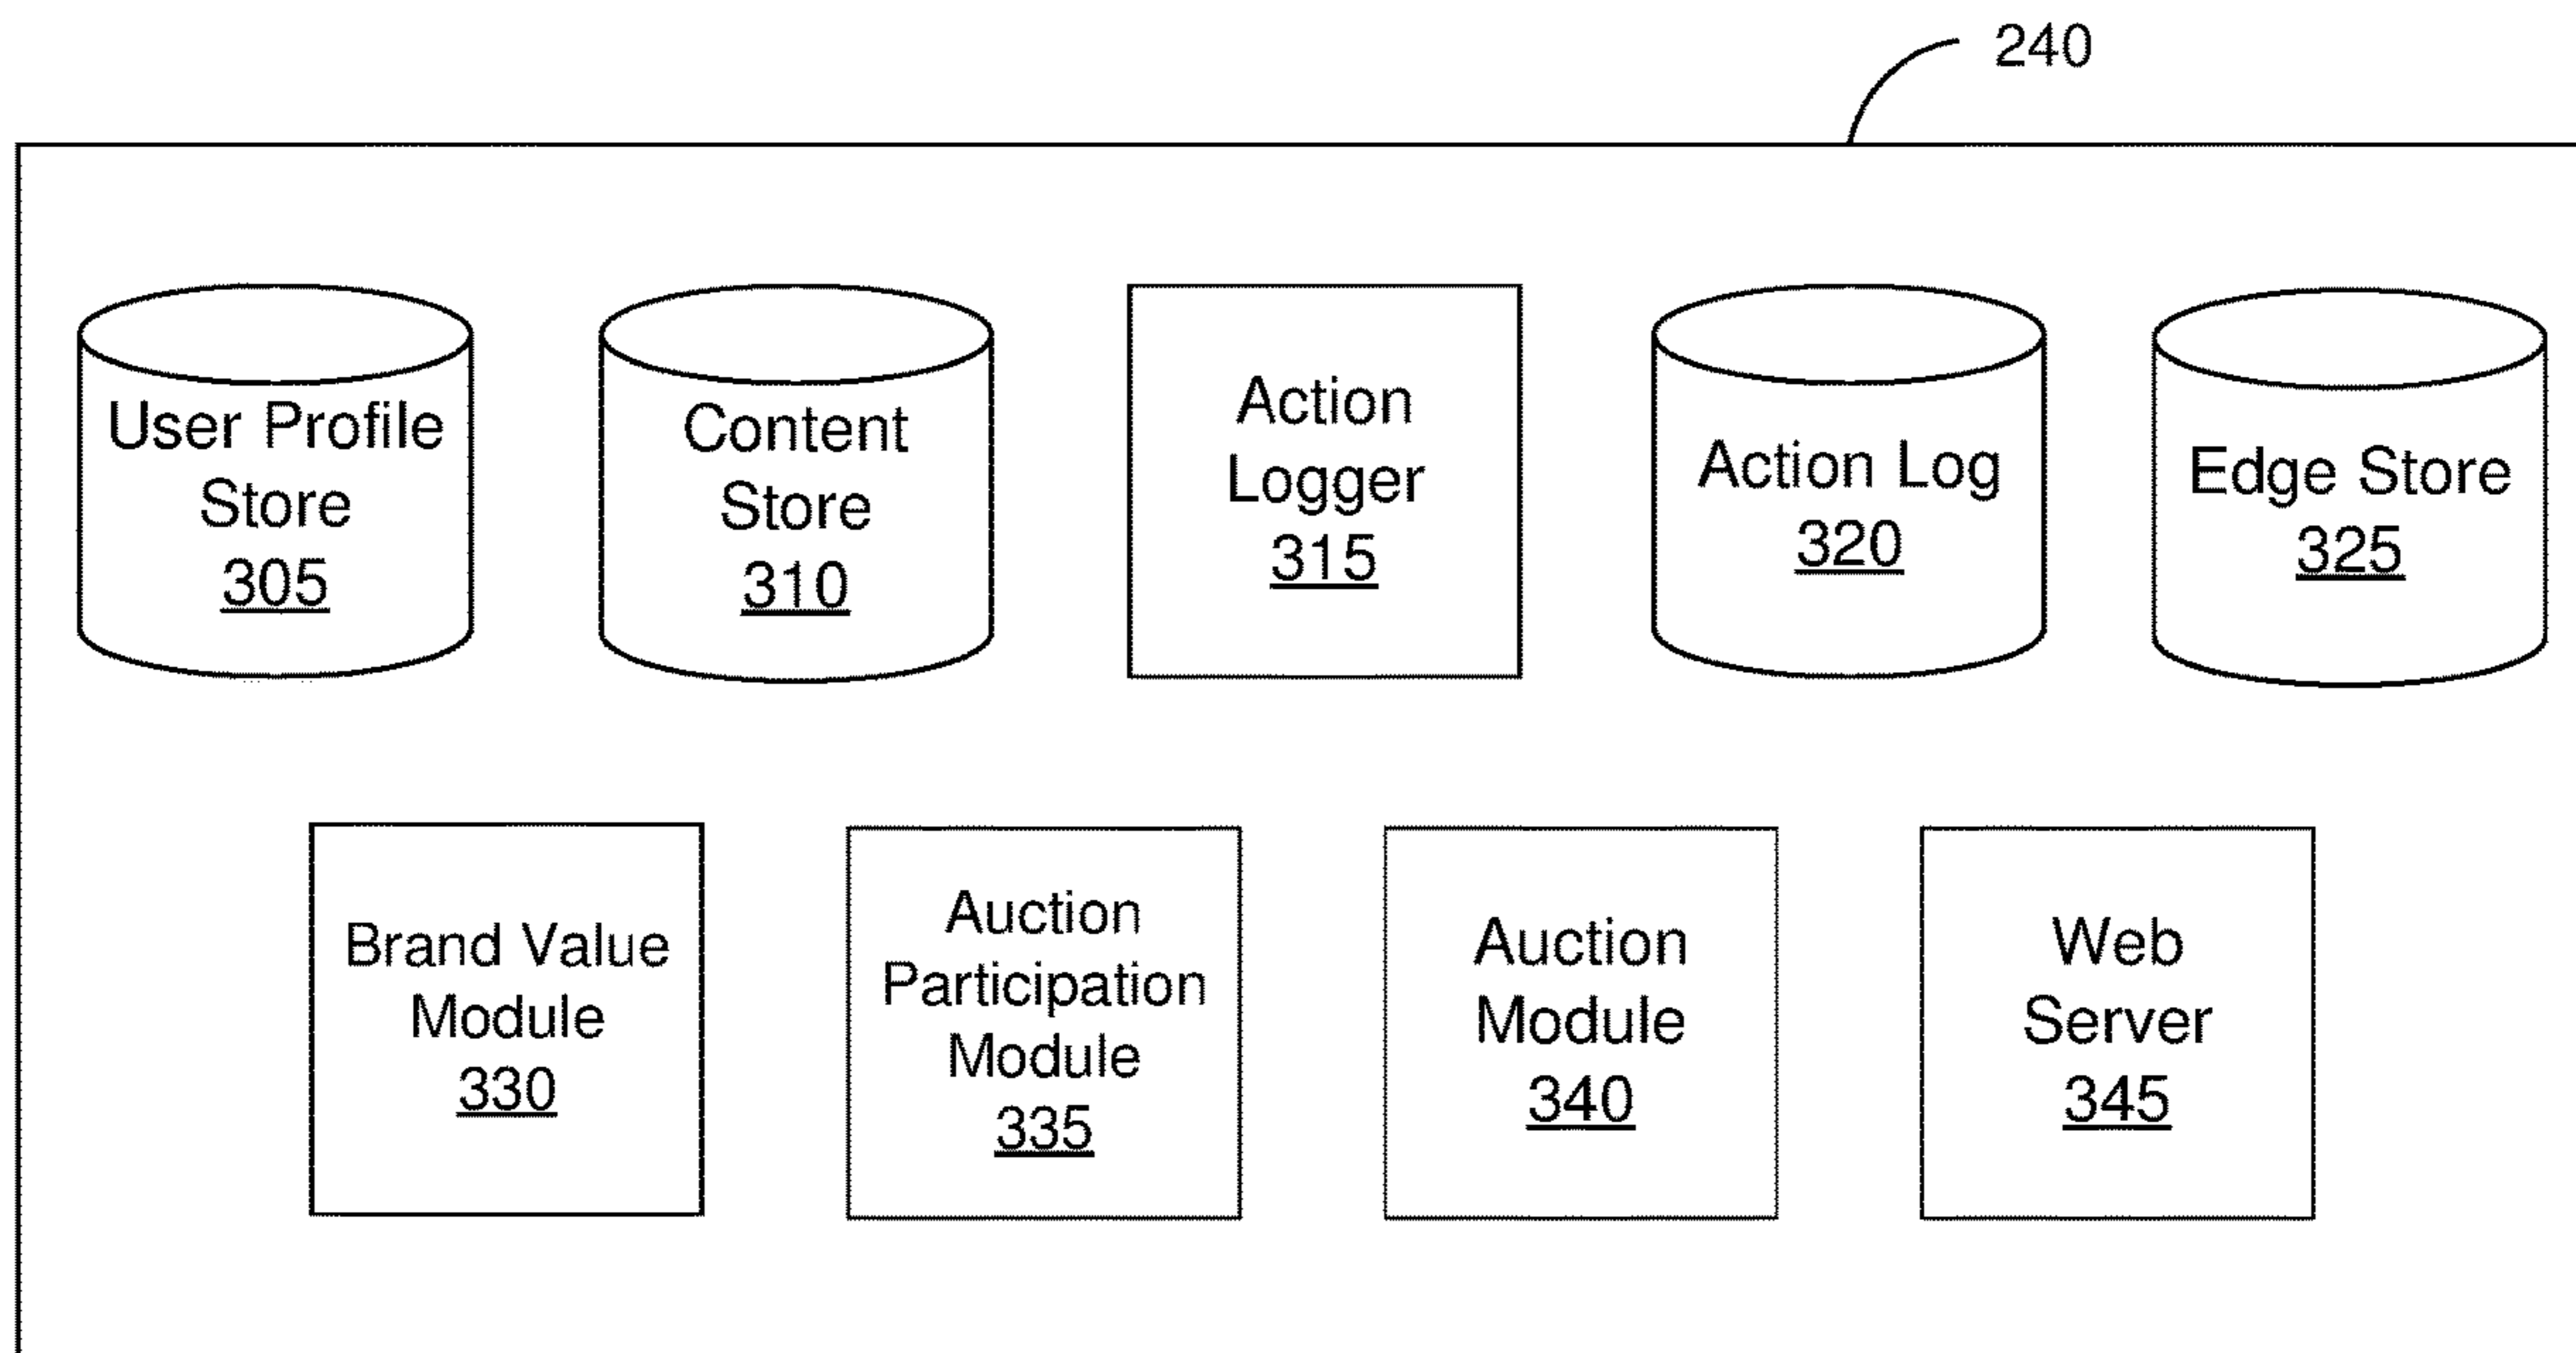 240
User Profile
Store
305
Content
Store
310
Action
Logger
315
Action Log
320
Edge Store
325
Brand Value
Module
330
Auction
Participation
Module
335
Auction
Module
340
Web
Server
345